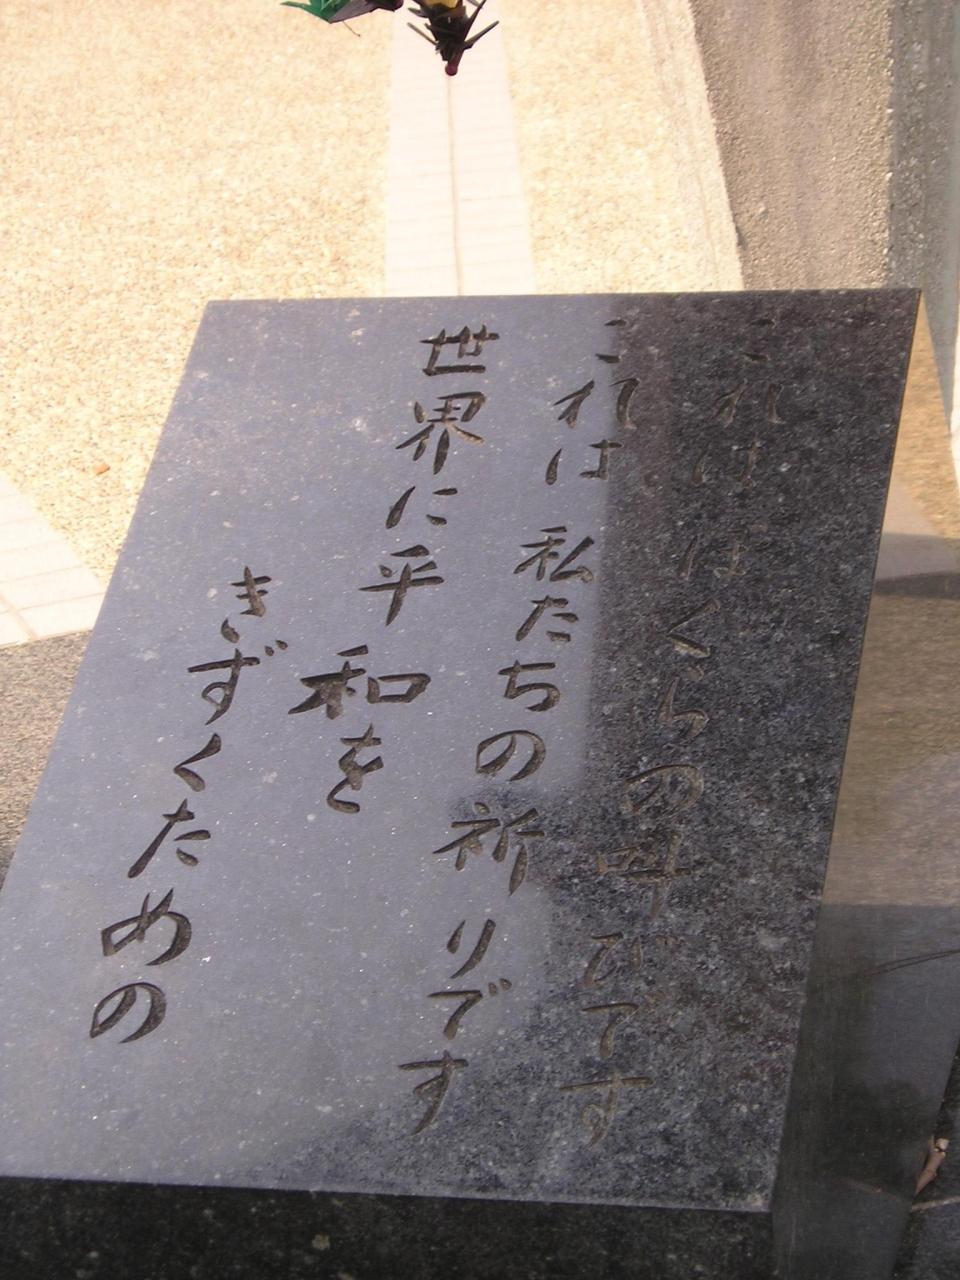 これは ぼくらの叫びです
これは 私たちの祈りです
世界に平和を
きずくための